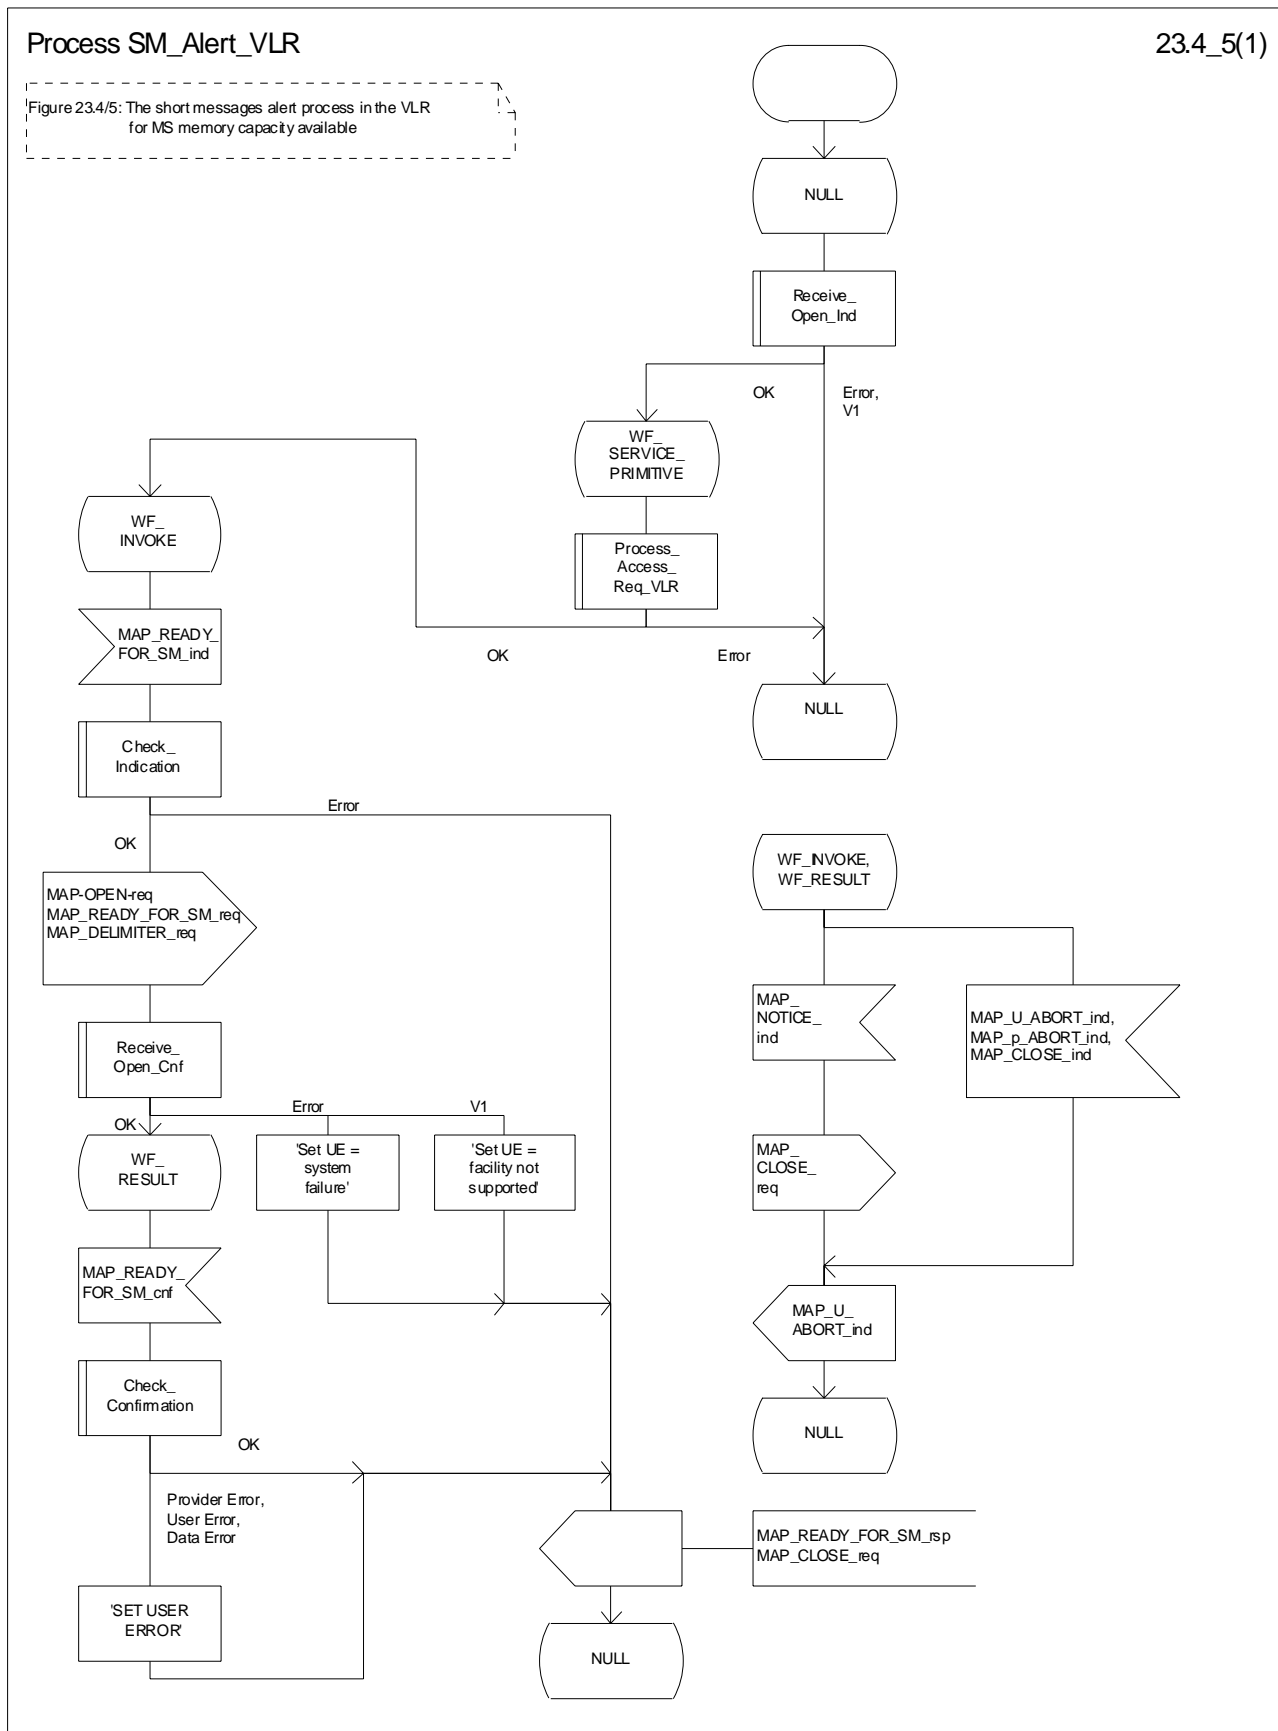 Process SM_Alert_VLR
23.4_5(1)
Figure 23.4/5: The short messages alert process in the VLR
for MS memory capacity available
NULL
Receive_
Open_Ind
OK
Error,
V1
WF_
SERVICE_
PRIMITIVE
Process_
Access_
Req_VLR
OK
Error
NULL
WF_
INVOKE
MAP_READY_
FOR_SM_ind
Check_
Indication
Error
OK
MAP-OPEN-req
MAP_READY_FOR_SM_req
MAP_DELIMITER_req
Receive_
Open_Cnf
Error
V1
OK
WF_
RESULT
'Set UE =
system
failure'
'Set UE =
facility not
supported'
MAP_READY_
FOR_SM_cnf
Check_
Confirmation
OK
Provider Error,
User Error,
Data Error
'SET USER
ERROR'
WF_INVOKE,
WF_RESULT
MAP_
NOTICE_
ind
MAP_U_ABORT_ind,
MAP_p_ABORT_ind,
MAP_CLOSE_ind
MAP_
CLOSE_
req
MAP_U_
ABORT_ind
NULL
MAP_READY_FOR_SM_rsp
MAP_CLOSE_req
NULL